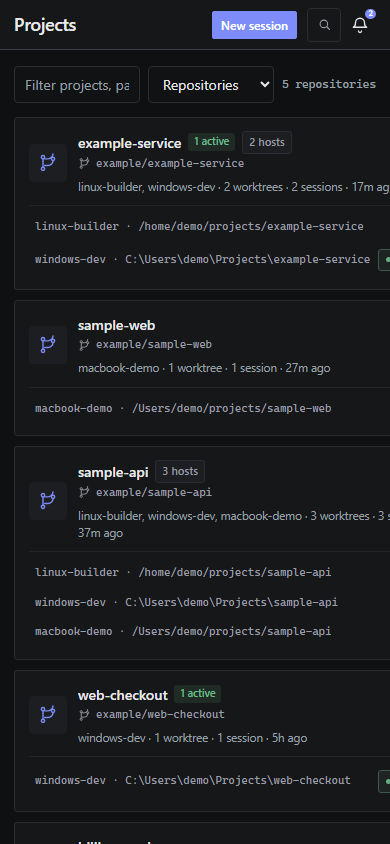 Projects
New session
2
Filter projects, pa
Repositories
5 repositories
example-service 1 active 2 hosts
example/example-service
linux-builder, windows-dev · 2 worktrees · 2 sessions · 17m ag
linux-builder · /home/demo/projects/example-service
windows-dev · C:\Users\demo\Projects\example-service
sample-web
example/sample-web
macbook-demo · 1 worktree · 1 session · 27m ago
macbook-demo · /Users/demo/projects/sample-web
sample-api 3 hosts
example/sample-api
linux-builder, windows-dev, macbook-demo · 3 worktrees · 3 s
37m ago
linux-builder · /home/demo/projects/sample-api
windows-dev · C:\Users\demo\Projects\sample-api
macbook-demo · /Users/demo/projects/sample-api
web-checkout 1 active
example/web-checkout
windows-dev · 1 worktree · 1 session · 5h ago
windows-dev · C:\Users\demo\Projects\web-checkout